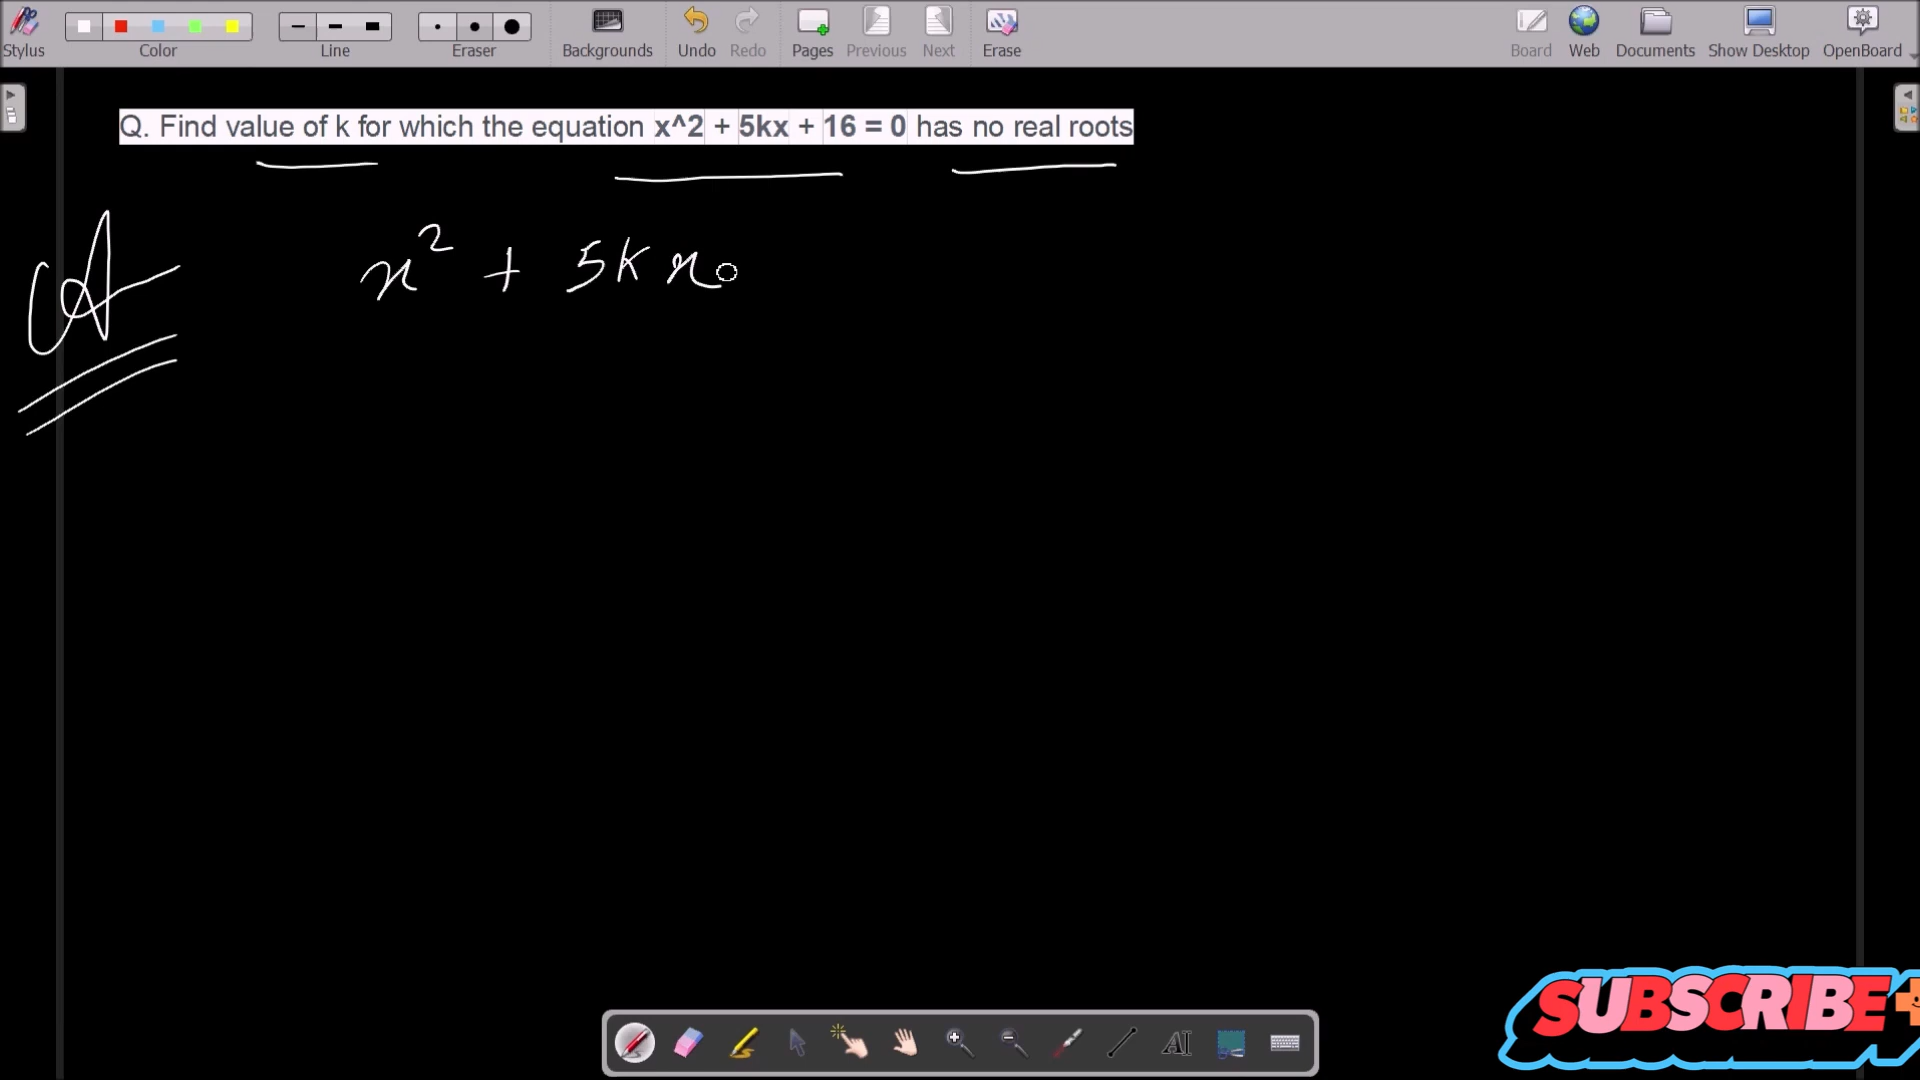 Stylus Color Line Eraser Backgrounds Undo Redo Pages Previous Next Erase Board Web Documents Show Desktop OpenBoard
Q. Find value of k for which the equation x^2 + 5kx + 16 = 0 has no real roots
A
x² + 5kx
AI
SUBSCRIBE